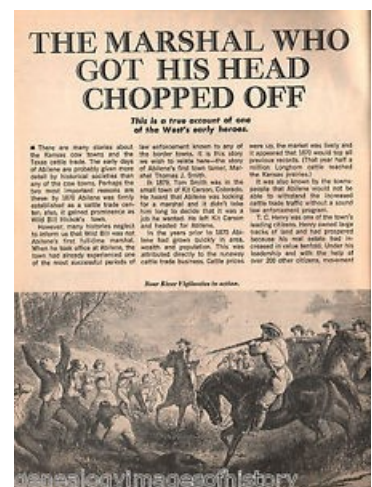 THE MARSHAL WHO
GOT HIS HEAD
CHOPPED OFF
This is a true account of one
of the West's early heroes.
■ There are many stories about
the Kansas cow towns and the
Texas cattle trade. The early days
of Abilene are probably given more
detail by historical societies than
any of the cow towns. Perhaps the
two most important reasons are
these: by 1870 Abilene was firmly
established as a cattle trade cen-
ter, also, it gained prominence as
Wild Bill Hickok's town.
However, many histories neglect
to inform us that Wild Bill was not
Abilene's first full-time marshal.
When he took office at Abilene, the
town had already experienced one
of the most successful periods of
law enforcement known to any of
the border towns. It is this story
we wish to relate here—the story
of Abilene's first town tamer, Mar-
shal Thomas J. Smith.
In 1870, Tom Smith was in the
small town of Kit Carson, Colorado.
He heard that Abilene was looking
for a marshal and it didn't take
him long to decide that it was a
job he wanted. He left Kit Carson
and headed for Abilene.
In the years prior to 1870 Abi-
lene had grown quickly in area,
wealth and population. This was
attributed directly to the runaway
cattle trade business. Cattle prices
were up, the market was lively and
it appeared that 1870 would top all
previous records. (That year half a
million Longhorn cattle reached
the Kansas prairies.)
It was also known by the towns
people that Abilene would not be
able to withstand the increased
cattle trade traffic without a sound
law enforcement program.
T. C. Henry was one of the town's
leading citizens. Henry owned large
tracts of land and had prospered
because his real estate had in-
creased in value tenfold. Under his
leadership and with the help of
over 200 other citizens, movement
Bear River Vigilantes in action.
genealogyimagesofhistory